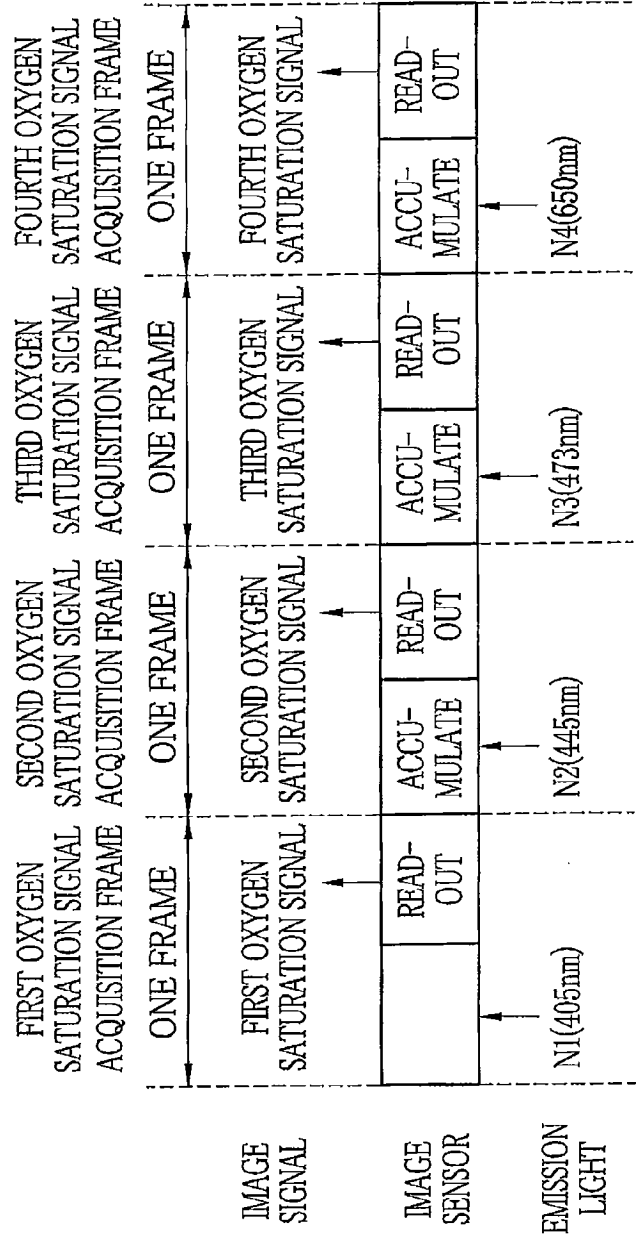 FIRST OXYGEN
SATURATION SIGNAL
ACQUISITION FRAME
SECOND OXYGEN
SATURATION SIGNAL
ACQUISITION FRAME
THIRD OXYGEN
SATURATION SIGNAL
ACQUISITION FRAME
FOURTH OXYGEN
SATURATION SIGNAL
ACQUISITION FRAME
ONE FRAME
ONE FRAME
ONE FRAME
ONE FRAME
IMAGE
SIGNAL
FIRST OXYGEN
SATURATION SIGNAL
SECOND OXYGEN
SATURATION SIGNAL
THIRD OXYGEN
SATURATION SIGNAL
FOURTH OXYGEN
SATURATION SIGNAL
IMAGE
SENSOR
READ-
OUT
ACCU-
MULATE
READ-
OUT
ACCU-
MULATE
READ-
OUT
ACCU-
MULATE
READ-
OUT
EMISSION
LIGHT
N1(405nm)
N2(445nm)
N3(473nm)
N4(650nm)